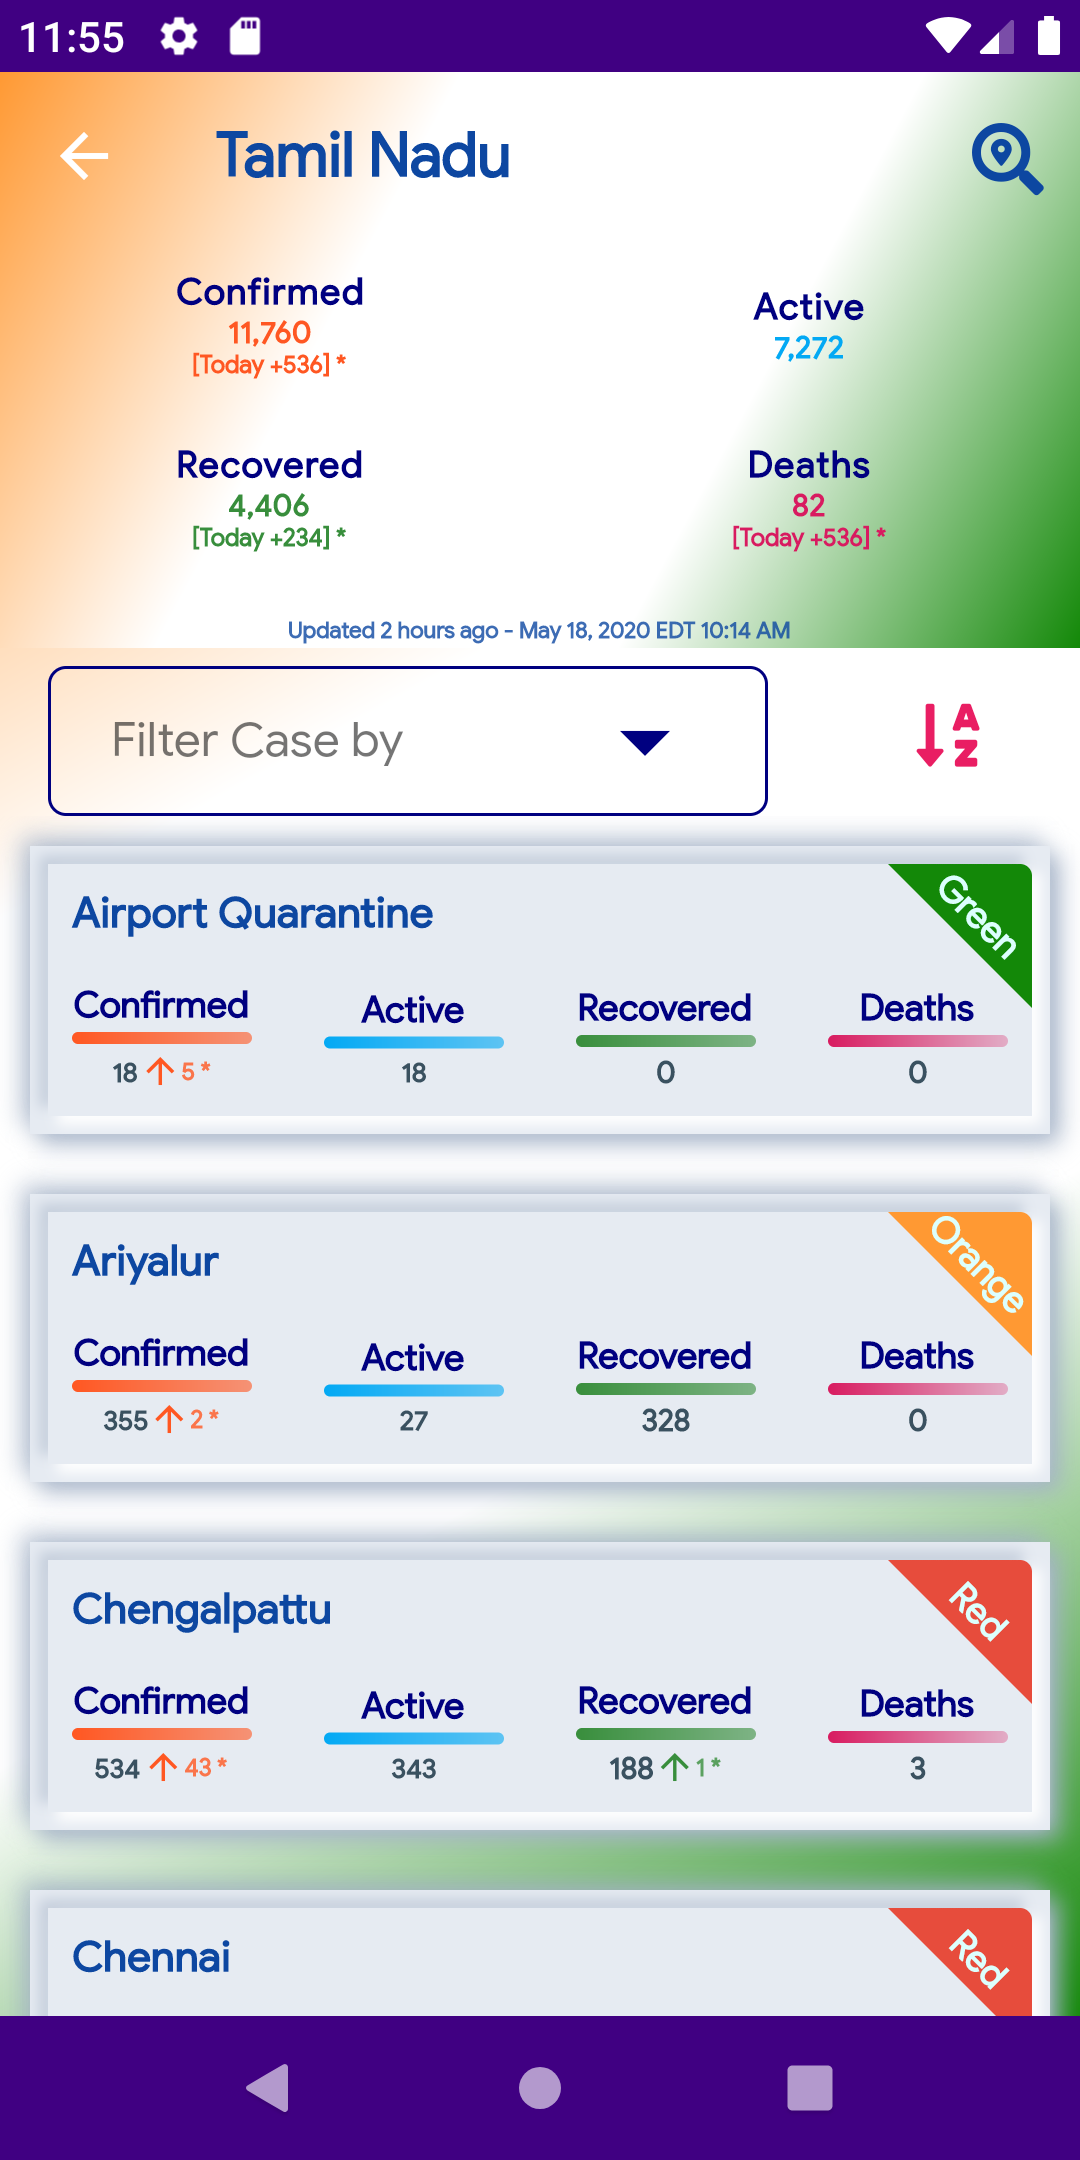 11:55
Tamil Nadu
Confirmed
11,760
[Today +536] *
Active
7,272
Recovered
4,406
[Today +234] *
Deaths
82
[Today +536] *
Updated 2 hours ago - May 18, 2020 EDT 10:14 AM
Filter Case by
A
Z
Airport Quarantine
Green
Confirmed Active Recovered Deaths
18 5 * 18 0 0
Ariyalur
Orange
Confirmed Active Recovered Deaths
355 2 * 27 328 0
Chengalpattu
Red
Confirmed Active Recovered Deaths
534 43 * 343 188 1 * 3
Chennai
Red